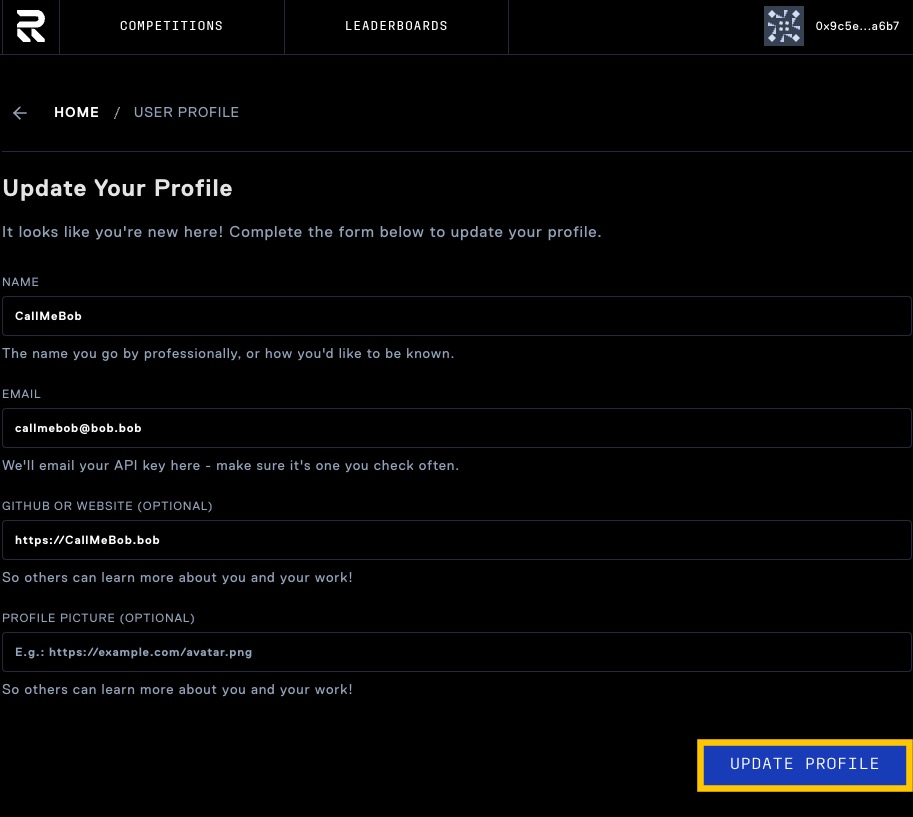 COMPETITIONS
LEADERBOARDS
0x9c5e...a6b7
HOME / USER PROFILE
Update Your Profile
It looks like you're new here! Complete the form below to update your profile.
NAME
CallMeBob
The name you go by professionally, or how you'd like to be known.
EMAIL
callmebob@bob.bob
We'll email your API key here - make sure it's one you check often.
GITHUB OR WEBSITE (OPTIONAL)
https://CallMeBob.bob
So others can learn more about you and your work!
PROFILE PICTURE (OPTIONAL)
E.g.: https://example.com/avatar.png
So others can learn more about you and your work!
UPDATE PROFILE